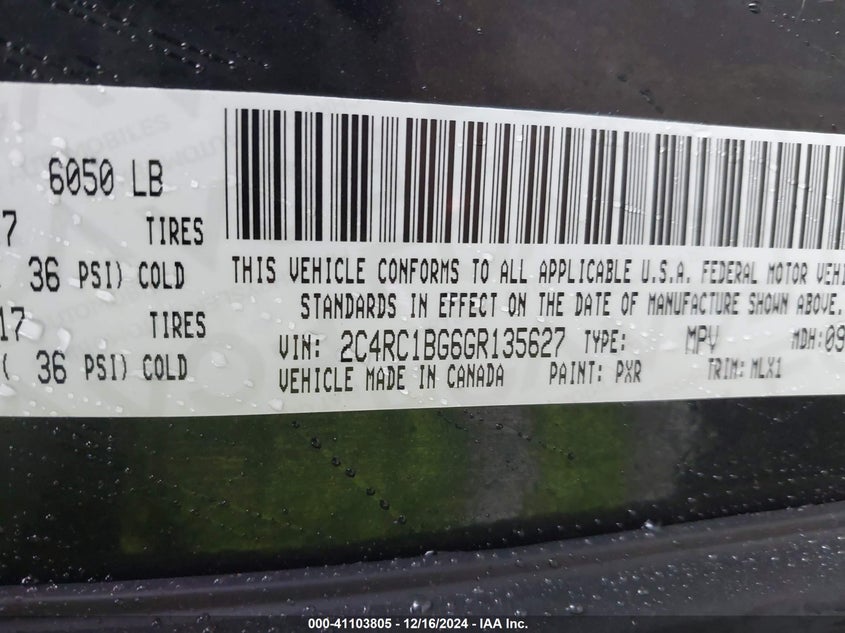 6050 LB
7 TIRES
36 PSI) COLD
17 TIRES
( 36 PSI) COLD
THIS VEHICLE CONFORMS TO ALL APPLICABLE U.S.A. FEDERAL MOTOR VEHI
STANDARDS IN EFFECT ON THE DATE OF MANUFACTURE SHOWN ABOVE.
VIN: 2C4RC1BG6GR135627 TYPE: MPV MDH:09
VEHICLE MADE IN CANADA PAINT: PXR TRIM: MLX1
000-41103805 - 12/16/2024 - IAA Inc.